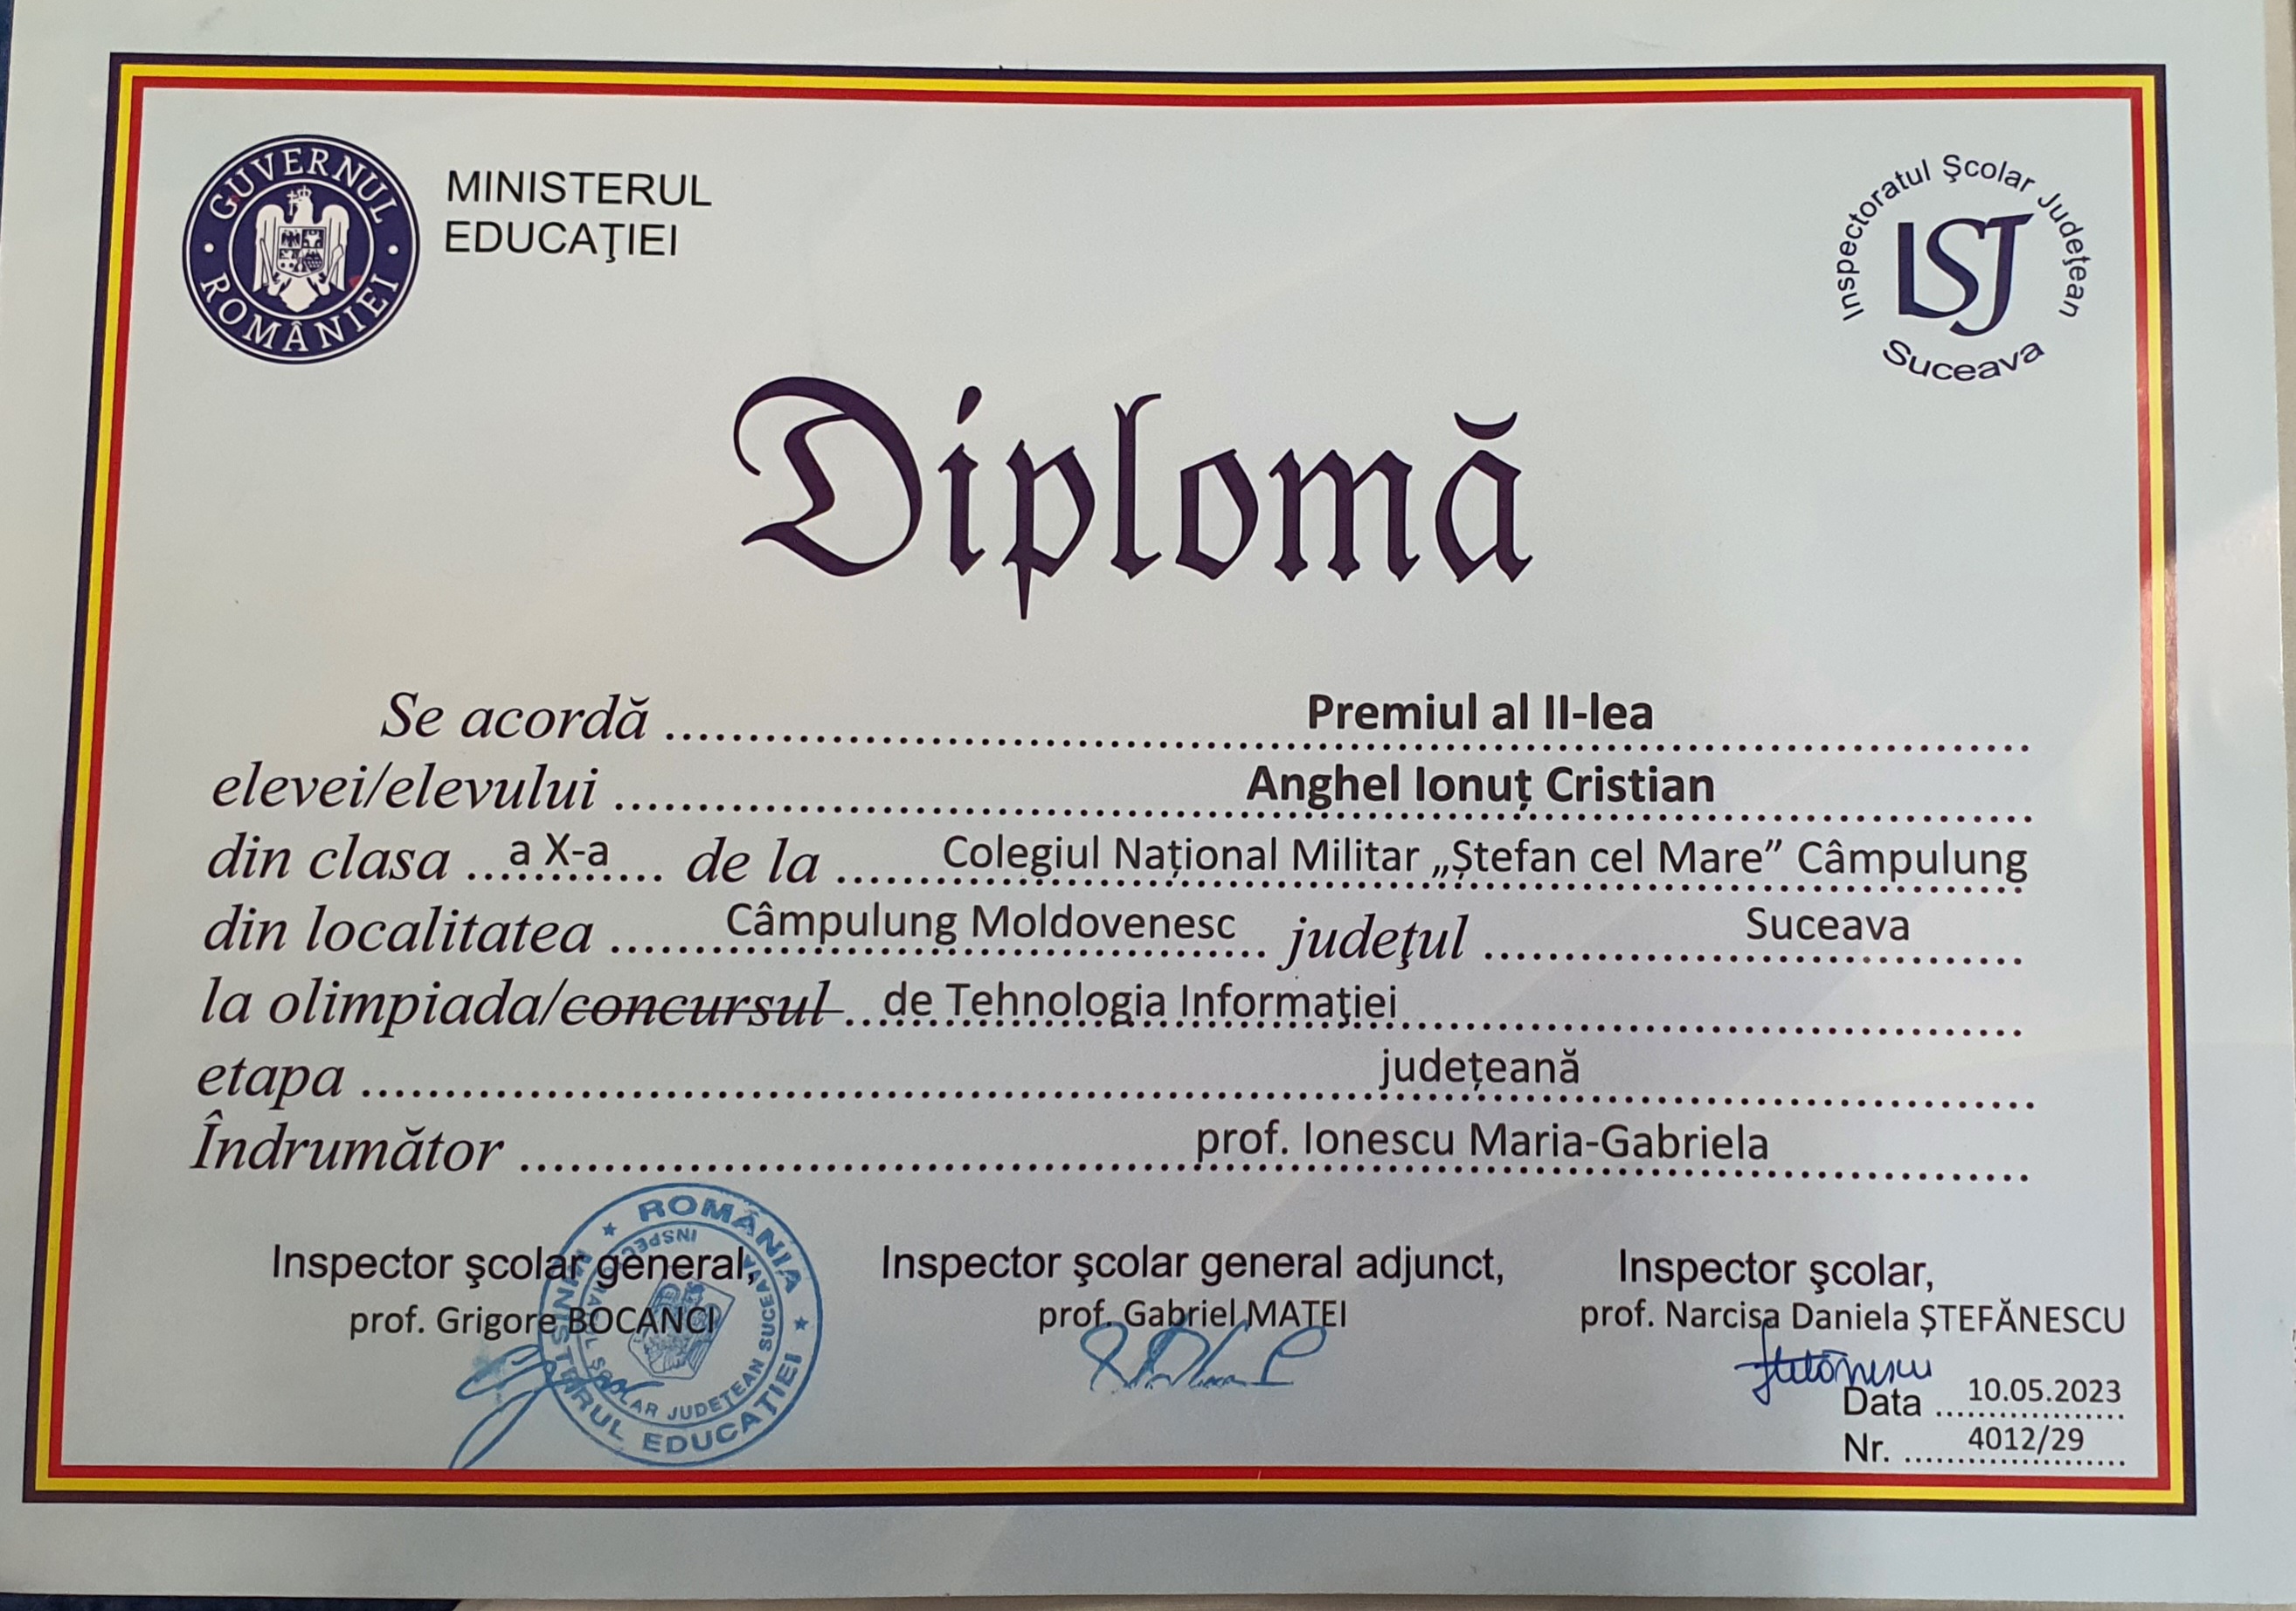 GUVERNUL ROMÂNIEI
MINISTERUL
EDUCAŢIEI
Inspectoratul Şcolar Judeţean
ISJ
Suceava
Diplomă
Se acordă ........ Premiul al II-lea
elevei/elevului ........ Anghel Ionuț Cristian
din clasa ... a X-a ... de la ........ Colegiul Național Militar „Ștefan cel Mare” Câmpulung
din localitatea ........ Câmpulung Moldovenesc .. judeţul ........ Suceava
la olimpiada/concursul ... de Tehnologia Informaţiei
etapa ........ județeană
Îndrumător ........ prof. Ionescu Maria-Gabriela
Inspector şcolar general,
prof. Grigore BOCANCI
Inspector şcolar general adjunct,
prof. Gabriel MATEI
Inspector şcolar,
prof. Narcisa Daniela ȘTEFĂNESCU
ROMÂNIA
MINISTERUL EDUCAŢIEI
INSPECTORATUL ŞCOLAR JUDEŢEAN SUCEAVA
Data ... 10.05.2023
Nr. ... 4012/29